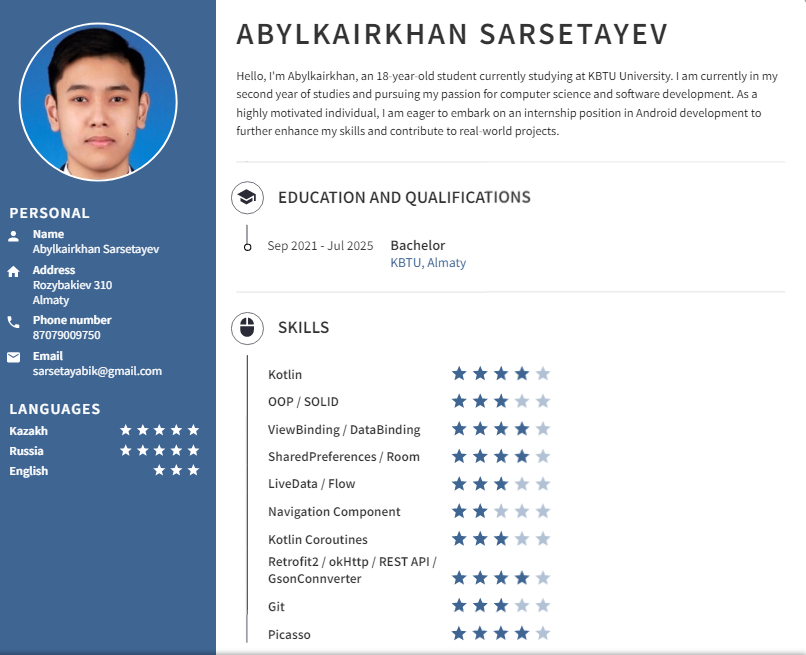 ABYLKAIRKHAN SARSETAYEV
Hello, I'm Abylkairkhan, an 18-year-old student currently studying at KBTU University. I am currently in my
second year of studies and pursuing my passion for computer science and software development. As a
highly motivated individual, I am eager to embark on an internship position in Android development to
further enhance my skills and contribute to real-world projects.
PERSONAL
Name
Abylkairkhan Sarsetayev
Address
Rozybakiev 310
Almaty
Phone number
87079009750
Email
sarsetayabik@gmail.com
LANGUAGES
Kazakh
Russia
English
EDUCATION AND QUALIFICATIONS
Sep 2021 - Jul 2025 Bachelor
KBTU, Almaty
SKILLS
Kotlin
OOP / SOLID
ViewBinding / DataBinding
SharedPreferences / Room
LiveData / Flow
Navigation Component
Kotlin Coroutines
Retrofit2 / okHttp / REST API /
GsonConnverter
Git
Picasso